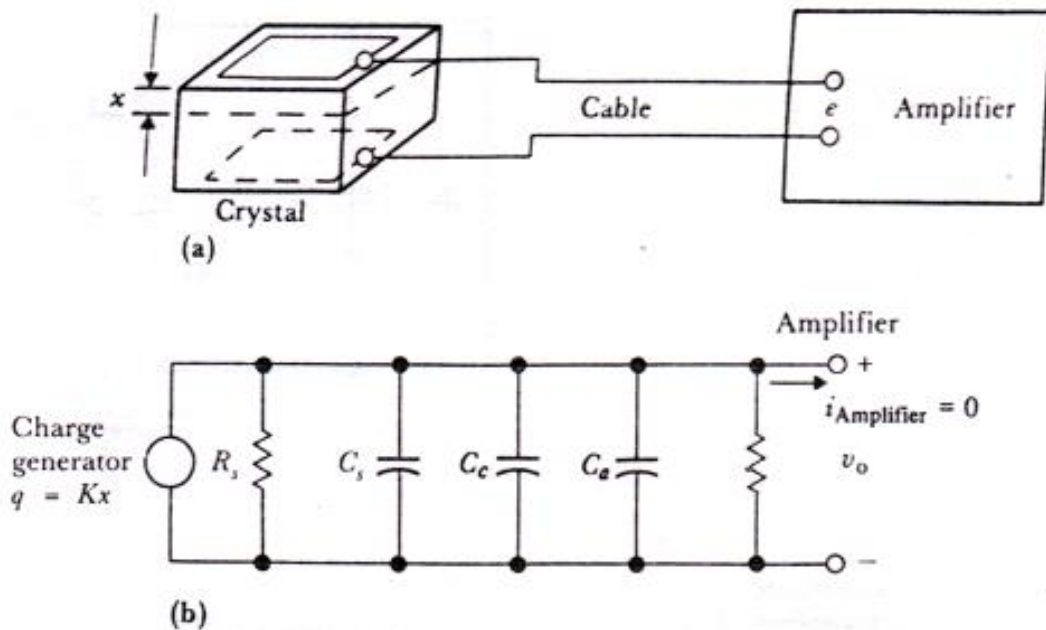 x
Cable
e
Amplifier
Crystal
(a)
Amplifier
+
i_Amplifier = 0
Charge
generator
q = Kx
R_s
C_s
C_c
C_a
v_o
−
(b)